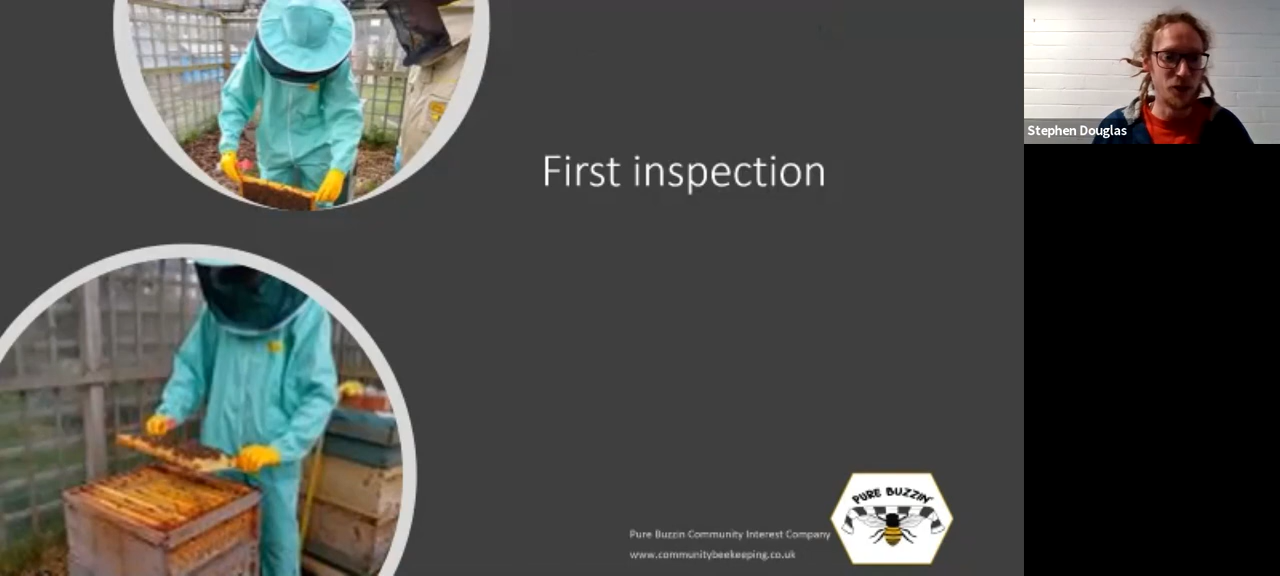 First inspection
Stephen Douglas
PURE BUZZIN'
Pure Buzzin Community Interest Company
www.communitybeekeeping.co.uk